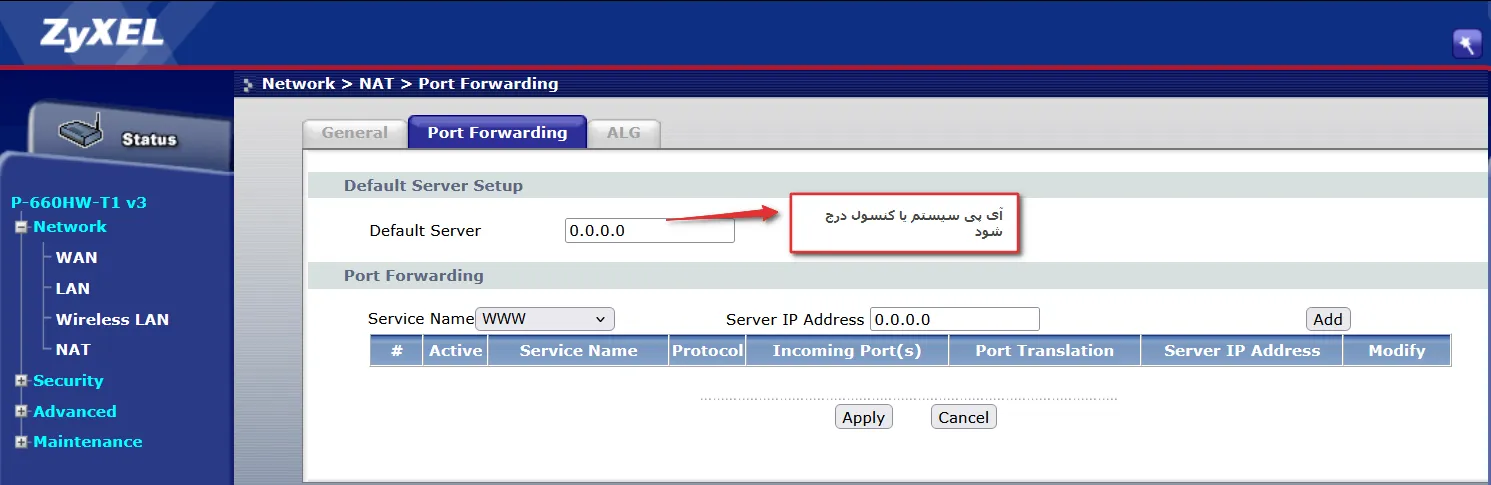 ZyXEL
Network > NAT > Port Forwarding
Status
General
Port Forwarding
ALG
Default Server Setup
Default Server
0.0.0.0
آی پی سیستم یا کنسول درج
شود
Port Forwarding
Service Name WWW
Server IP Address 0.0.0.0
Add
# Active Service Name Protocol Incoming Port(s) Port Translation Server IP Address Modify
Apply
Cancel
P-660HW-T1 v3
Network
WAN
LAN
Wireless LAN
NAT
Security
Advanced
Maintenance